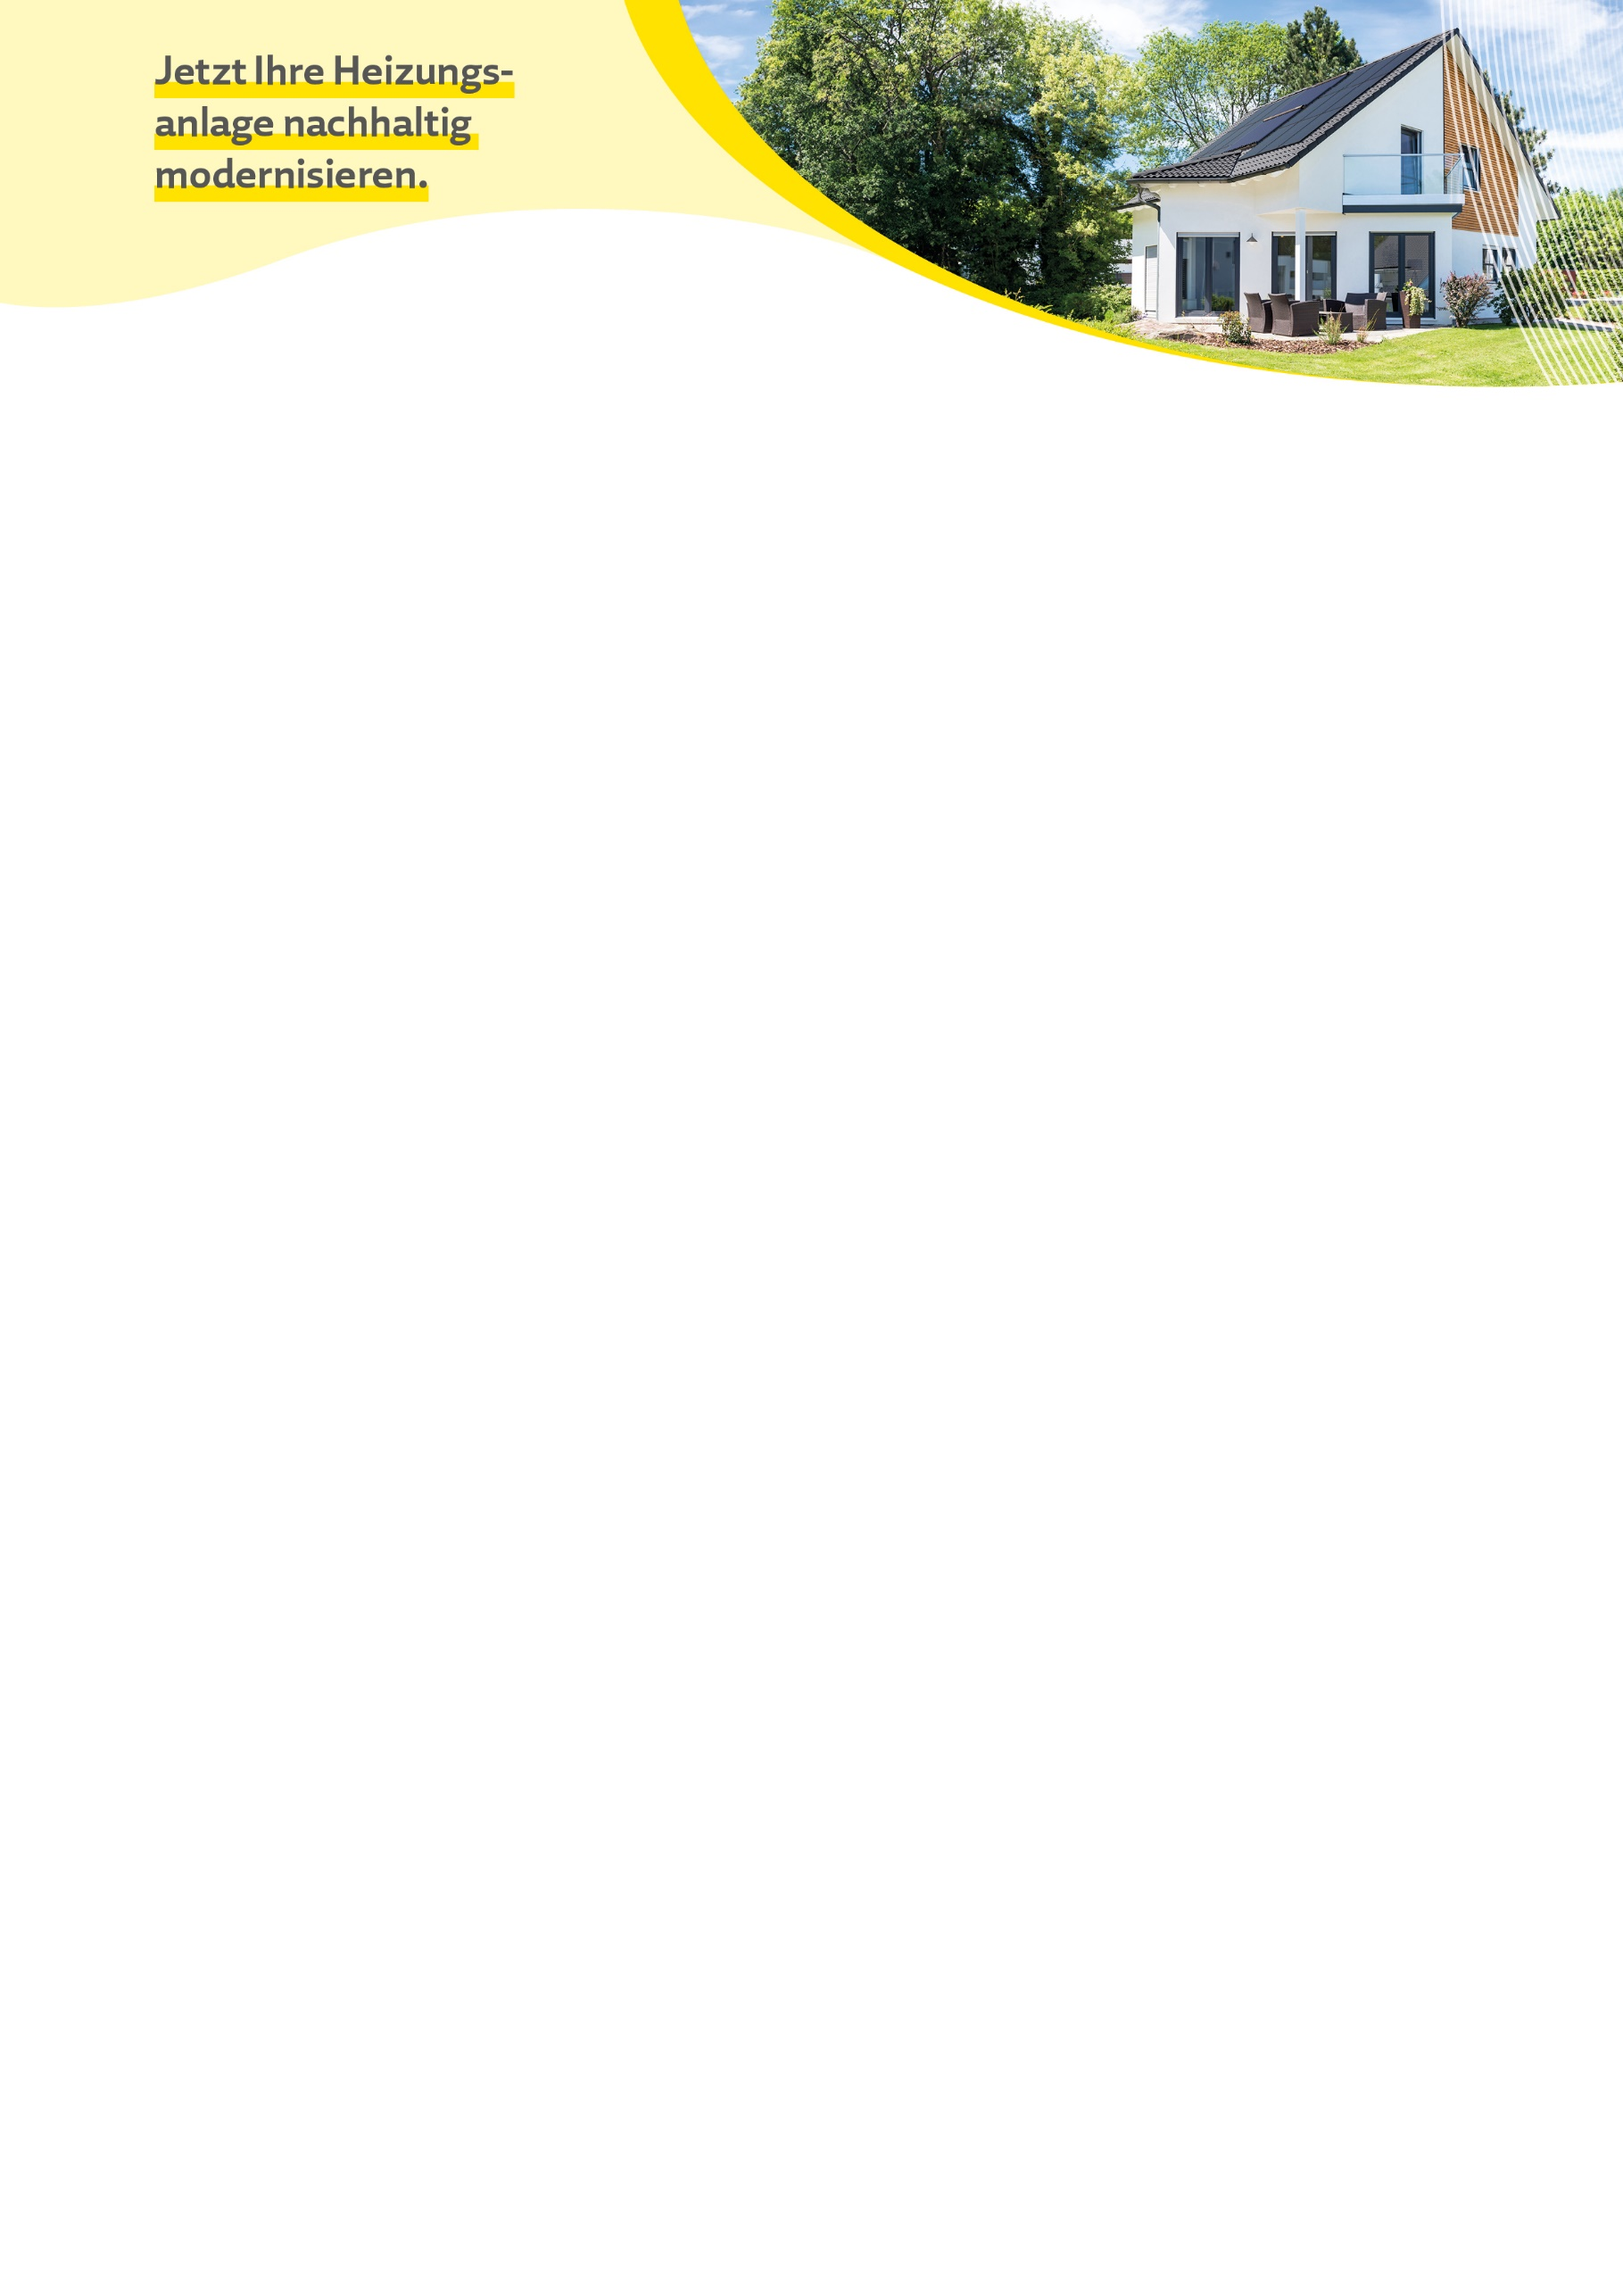 Jetzt Ihre Heizungs-
anlage nachhaltig
modernisieren.